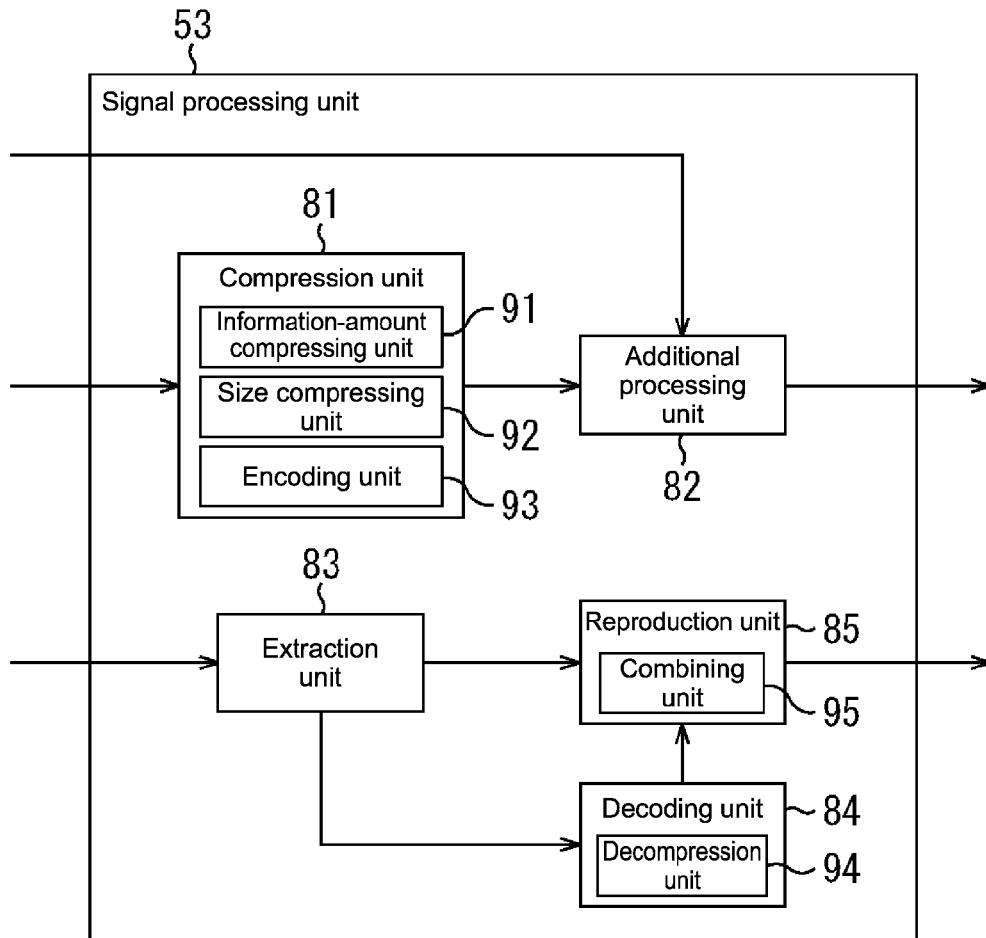 53
Signal processing unit
81
Compression unit
Information-amount
compressing unit
91
Size compressing
unit
92
Encoding unit
93
Additional
processing
unit
82
83
Extraction
unit
Reproduction unit
85
Combining
unit
95
Decoding unit
84
Decompression
unit
94